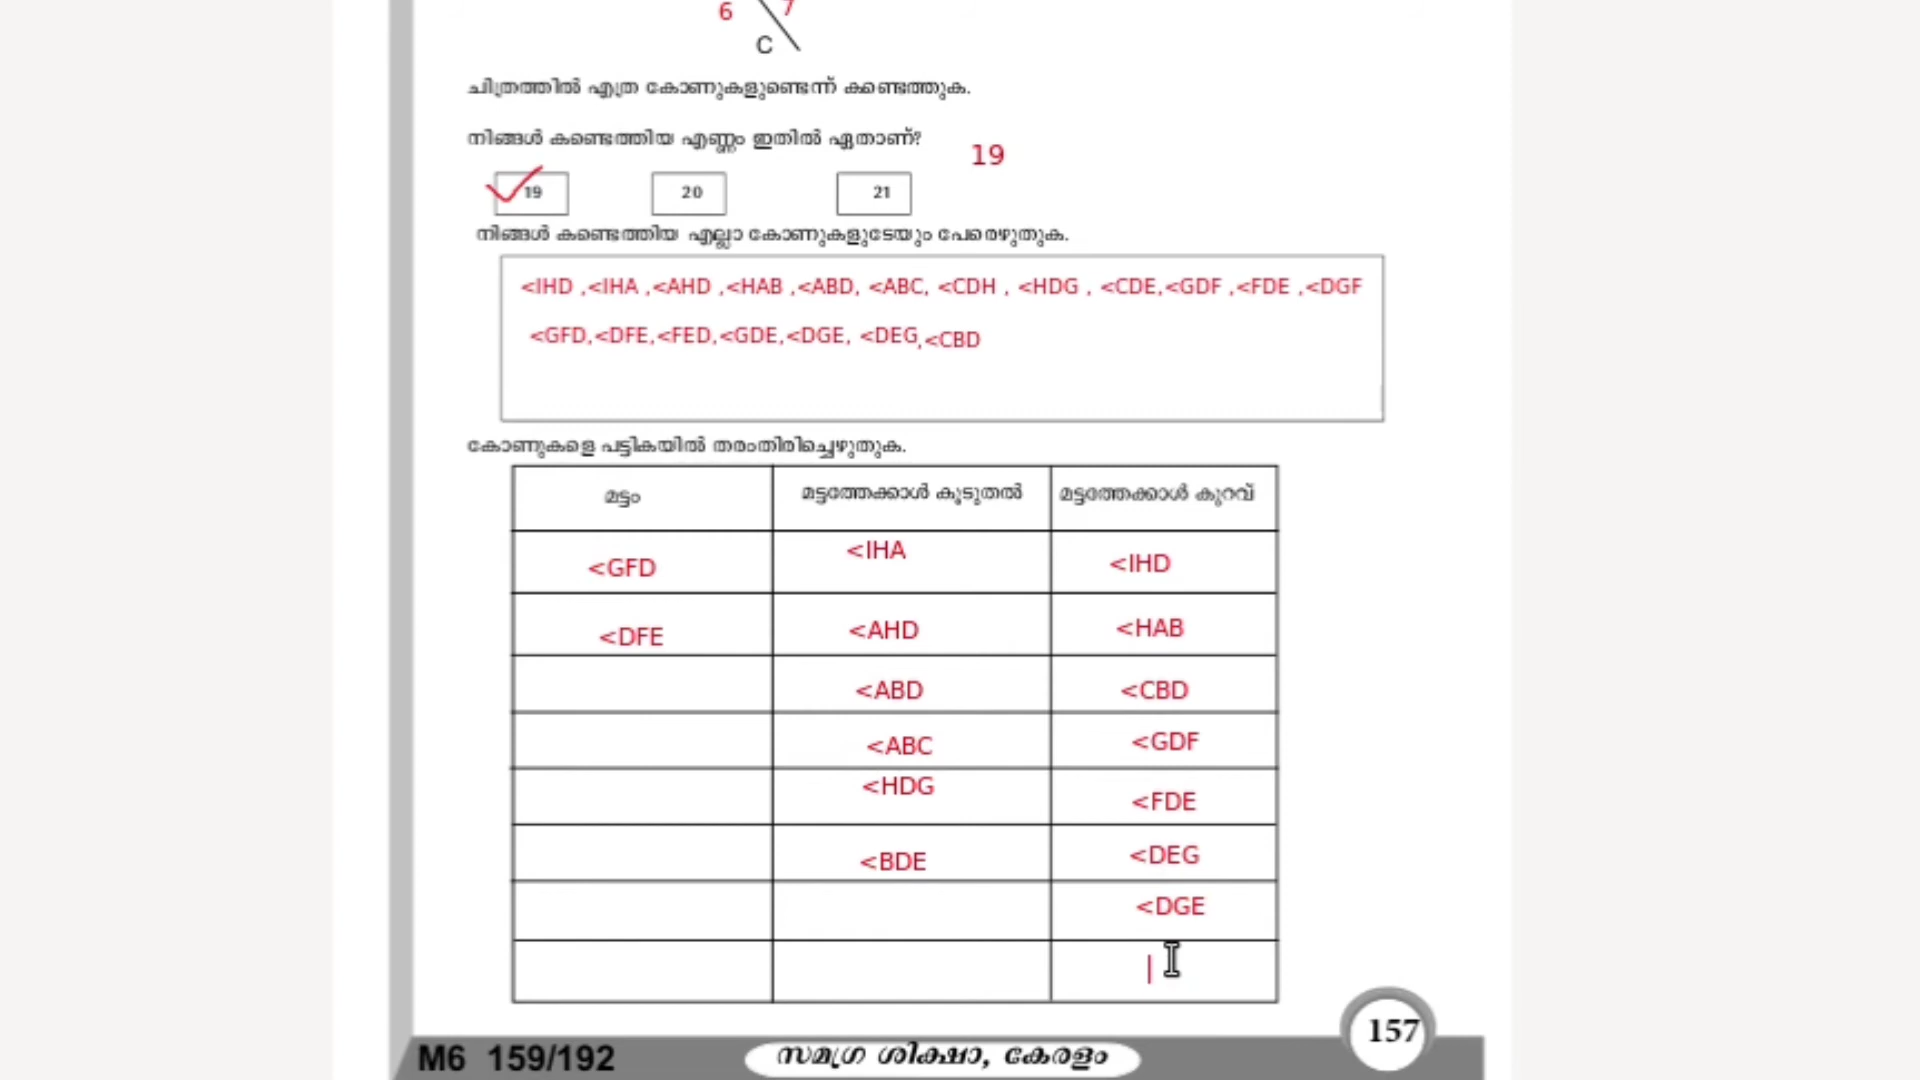 6 7
C
ചിത്രത്തിൽ എത്ര കോണുകളുണ്ടെന്ന് കണ്ടെത്തുക.
നിങ്ങൾ കണ്ടെത്തിയ എണ്ണം ഇതിൽ ഏതാണ്?
19
19 20 21
നിങ്ങൾ കണ്ടെത്തിയ എല്ലാ കോണുകളുടേയും പേരെഴുതുക.
<IHD ,<IHA ,<AHD ,<HAB ,<ABD, <ABC, <CDH , <HDG , <CDE,<GDF ,<FDE ,<DGF
<GFD,<DFE,<FED,<GDE,<DGE, <DEG,<CBD
കോണുകളെ പട്ടികയിൽ തരംതിരിച്ചെഴുതുക.
മട്ടം മട്ടത്തേക്കാൾ കൂടുതൽ മട്ടത്തേക്കാൾ കുറവ്
<GFD <IHA <IHD
<DFE <AHD <HAB
<ABD <CBD
<ABC <GDF
<HDG <FDE
<BDE <DEG
<DGE
157
M6 159/192 സമഗ്ര ശിക്ഷാ, കേരളം